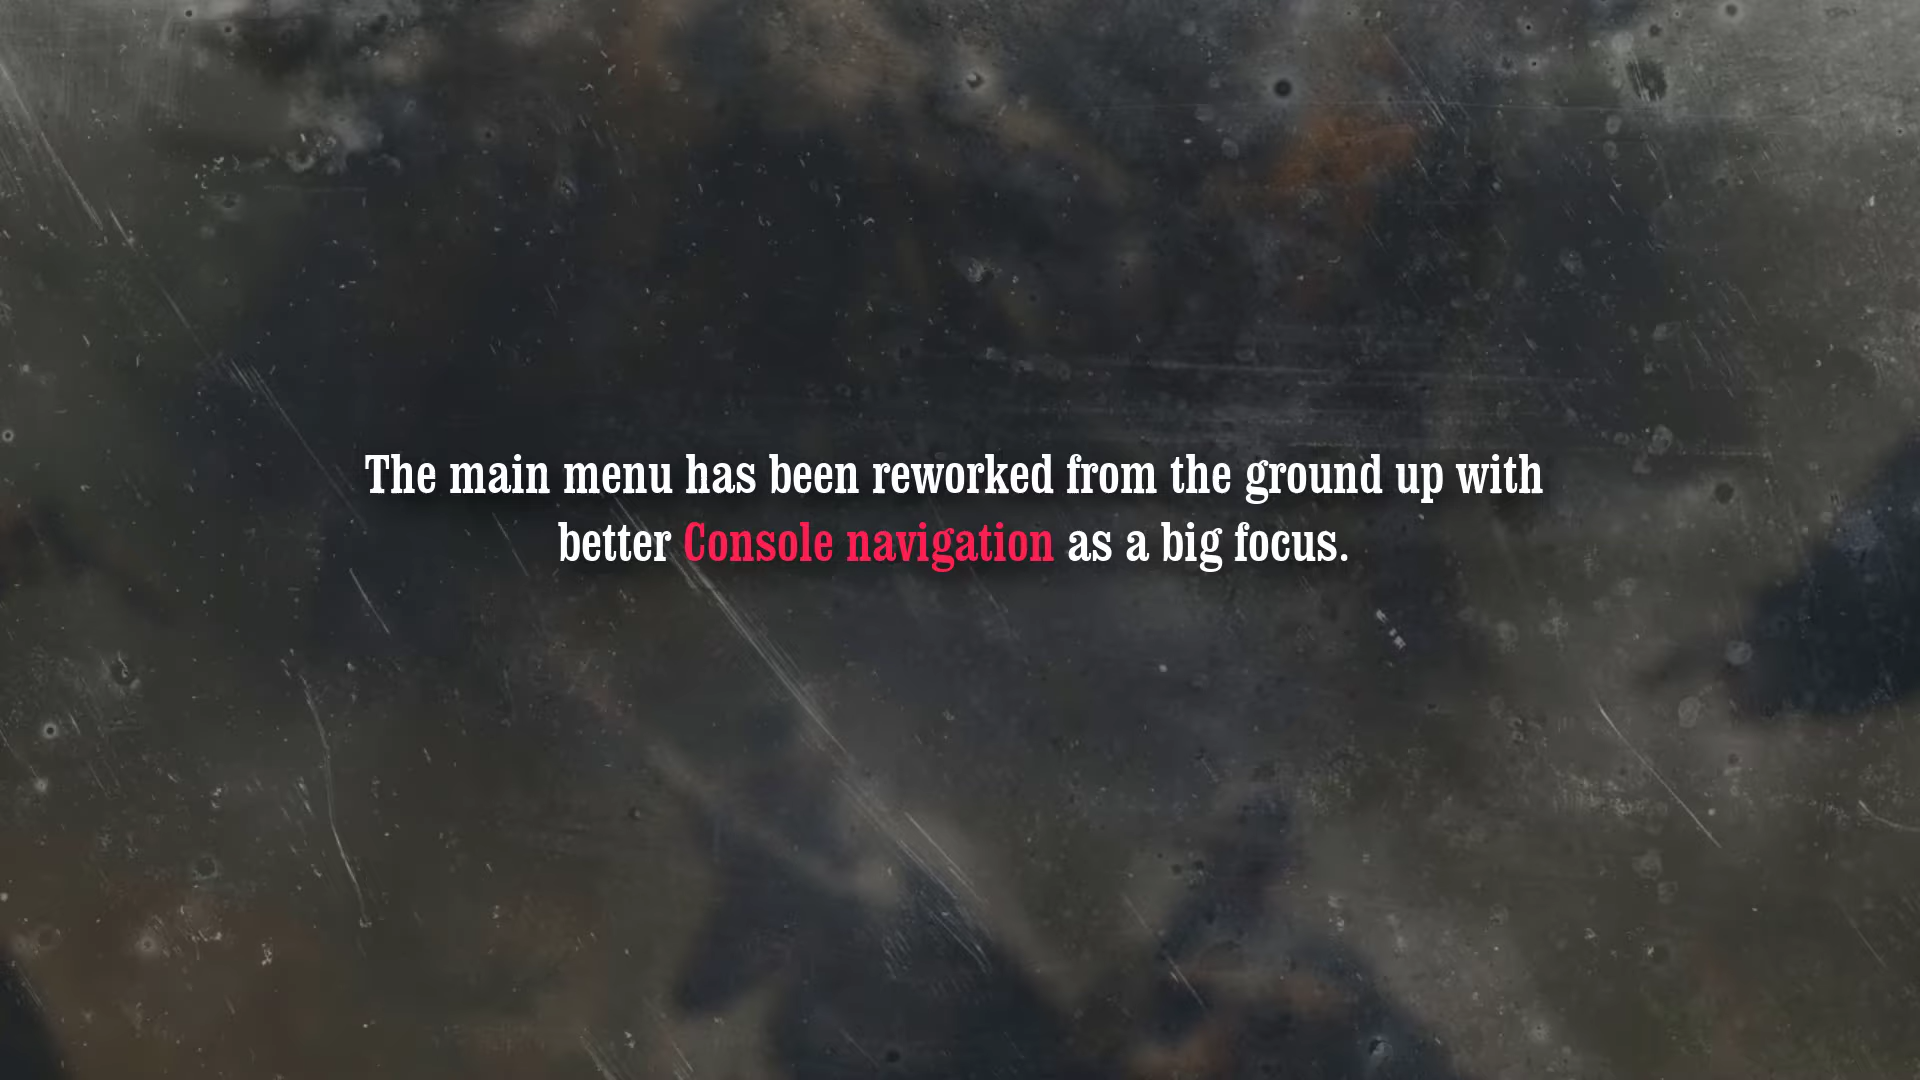 The main menu has been reworked from the ground up with
better Console navigation as a big focus.